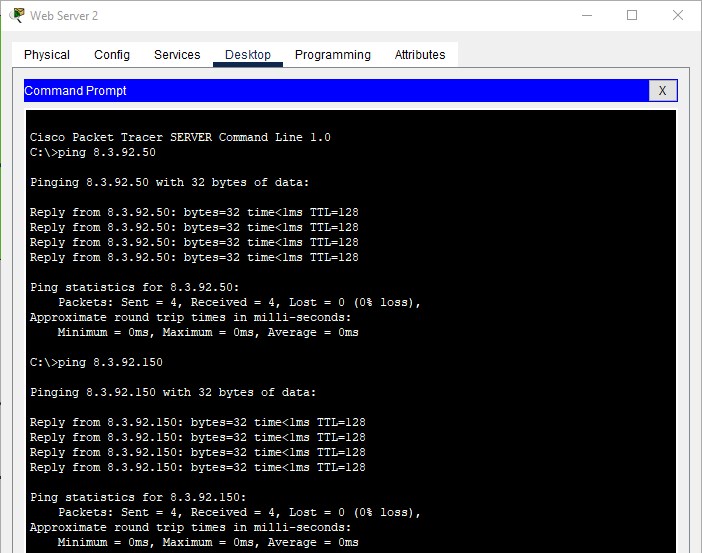 Web Server 2
Physical Config Services Desktop Programming Attributes
Command Prompt X
Cisco Packet Tracer SERVER Command Line 1.0
C:\>ping 8.3.92.50
Pinging 8.3.92.50 with 32 bytes of data:
Reply from 8.3.92.50: bytes=32 time<1ms TTL=128
Reply from 8.3.92.50: bytes=32 time<1ms TTL=128
Reply from 8.3.92.50: bytes=32 time<1ms TTL=128
Reply from 8.3.92.50: bytes=32 time<1ms TTL=128
Ping statistics for 8.3.92.50:
Packets: Sent = 4, Received = 4, Lost = 0 (0% loss),
Approximate round trip times in milli-seconds:
Minimum = 0ms, Maximum = 0ms, Average = 0ms
C:\>ping 8.3.92.150
Pinging 8.3.92.150 with 32 bytes of data:
Reply from 8.3.92.150: bytes=32 time<1ms TTL=128
Reply from 8.3.92.150: bytes=32 time<1ms TTL=128
Reply from 8.3.92.150: bytes=32 time<1ms TTL=128
Reply from 8.3.92.150: bytes=32 time<1ms TTL=128
Ping statistics for 8.3.92.150:
Packets: Sent = 4, Received = 4, Lost = 0 (0% loss),
Approximate round trip times in milli-seconds:
Minimum = 0ms, Maximum = 0ms, Average = 0ms